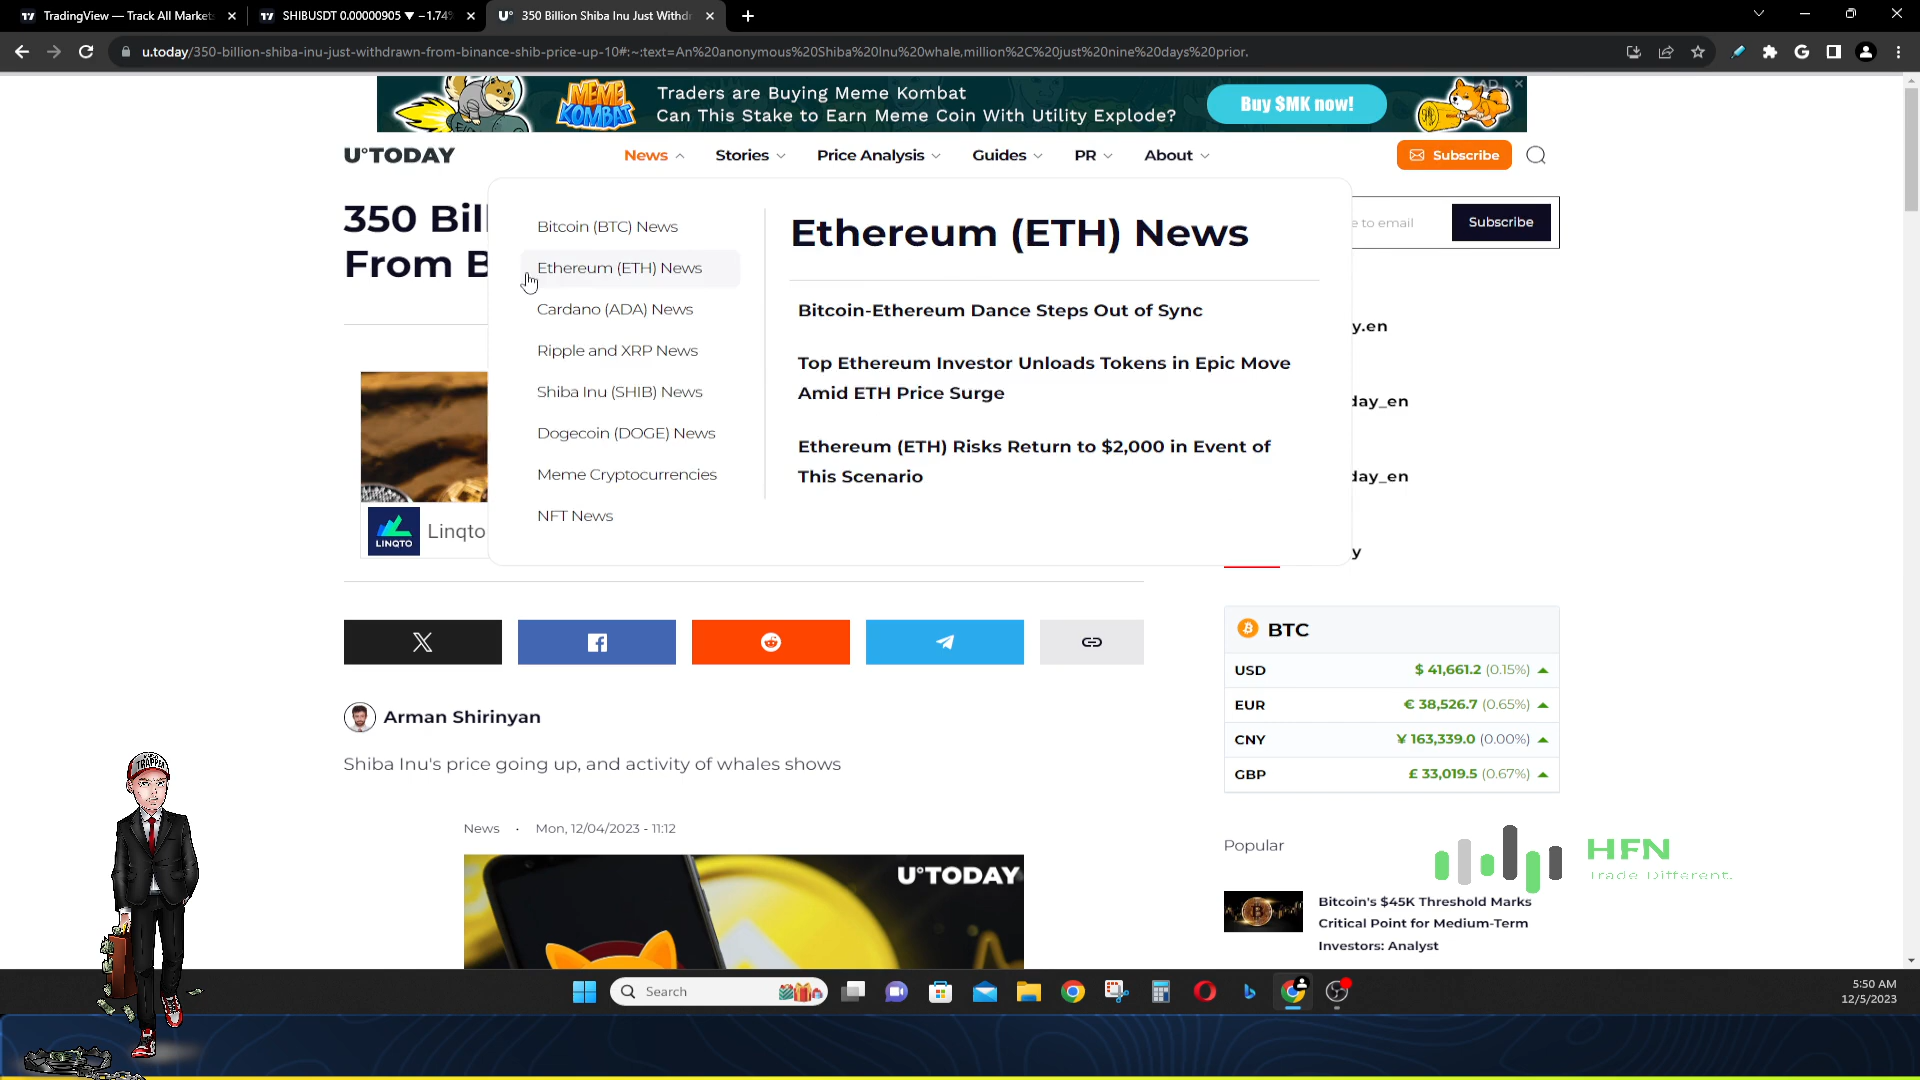 TradingView — Track All Market
SHIBUSDT 0.00000905 ▼ −1.74%
350 Billion Shiba Inu Just Withd
u.today/350-billion-shiba-inu-just-withdrawn-from-binance-shib-price-up-10#:~:text=An%20anonymous%20Shiba%20Inu%20whale,million%2C%20just%20nine%20days%20prior.
MEME KOMBAT
Traders are Buying Meme Kombat
Can This Stake to Earn Meme Coin With Utility Explode?
Buy $MK now!
AD
U°TODAY
News
Stories
Price Analysis
Guides
PR
About
Subscribe
350 Bil
From B
e to email
Subscribe
Bitcoin (BTC) News
Ethereum (ETH) News
Cardano (ADA) News
Ripple and XRP News
Shiba Inu (SHIB) News
Dogecoin (DOGE) News
Meme Cryptocurrencies
NFT News
Ethereum (ETH) News
Bitcoin-Ethereum Dance Steps Out of Sync
Top Ethereum Investor Unloads Tokens in Epic Move
Amid ETH Price Surge
Ethereum (ETH) Risks Return to $2,000 in Event of
This Scenario
y.en
day_en
day_en
y
LINQTO
Linqto
Arman Shirinyan
Shiba Inu's price going up, and activity of whales shows
News · Mon, 12/04/2023 - 11:12
U°TODAY
BTC
USD $ 41,661.2 (0.15%)
EUR € 38,526.7 (0.65%)
CNY ¥ 163,339.0 (0.00%)
GBP £ 33,019.5 (0.67%)
Popular
HFN
Trade Different.
Bitcoin's $45K Threshold Marks
Critical Point for Medium-Term
Investors: Analyst
TRAPPER
Search
5:50 AM
12/5/2023